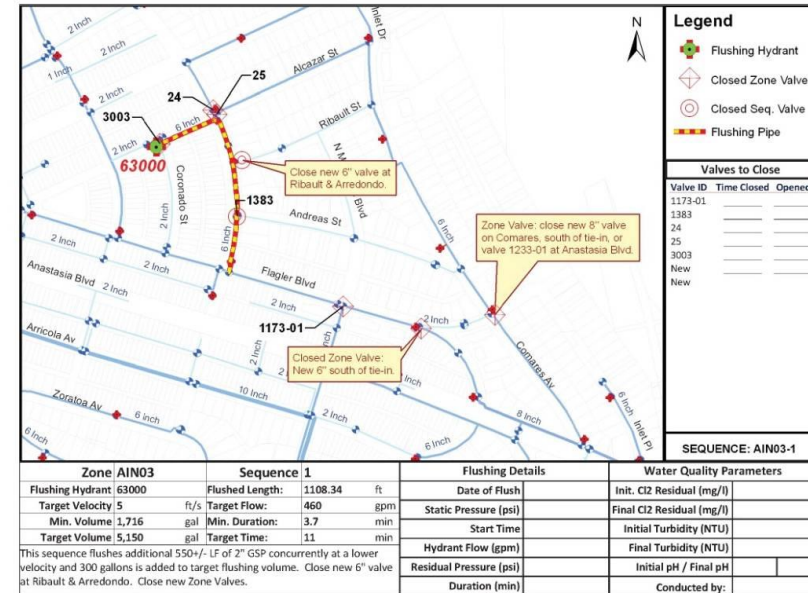 Inlet Dr
N
2 Inch
2 Inch
1 Inch
2 Inch
Alcazar St
25
24
3003
6 Inch
2 Inch
63000
Ribault St
Close new 6" valve at
Ribault & Arredondo.
Coronado St
1383
Andreas St
6 Inch
Zone Valve: close new 8" valve
on Comares, south of tie-in, or
valve 1233-01 at Anastasia Blvd.
2 Inch
2 Inch
6 Inch
2 Inch
Anastasia Blvd
2 Inch
Flagler Blvd
2 Inch
2 Inch
1173-01
Arricola Av
2 Inch
Closed Zone Valve:
New 6" south of tie-in.
Comares Av
10 Inch
2 Inch
Zoratoa Av
6 Inch
2 Inch
8 Inch
6 Inch
Inlet Pl
6 Inch
6 Inch
Legend
Flushing Hydrant
Closed Zone Valve
Closed Seq. Valve
Flushing Pipe
Valves to Close
Valve ID Time Closed Opened
1173-01
1383
24
25
3003
New
New
SEQUENCE: AIN03-1
Zone AIN03 Sequence 1
Flushing Hydrant 63000 Flushed Length: 1108.34 ft
Target Velocity 5 ft/s Target Flow: 460 gpm
Min. Volume 1,716 gal Min. Duration: 3.7 min
Target Volume 5,150 gal Target Time: 11 min
This sequence flushes additional 550+/- LF of 2" GSP concurrently at a lower
velocity and 300 gallons is added to target flushing volume. Close new 6" valve
at Ribault & Arredondo. Close new Zone Valves.
Flushing Details
Date of Flush
Static Pressure (psi)
Start Time
Hydrant Flow (gpm)
Residual Pressure (psi)
Duration (min)
Water Quality Parameters
Init. Cl2 Residual (mg/l)
Final Cl2 Residual (mg/l)
Initial Turbidity (NTU)
Final Turbidity (NTU)
Initial pH / Final pH
Conducted by: